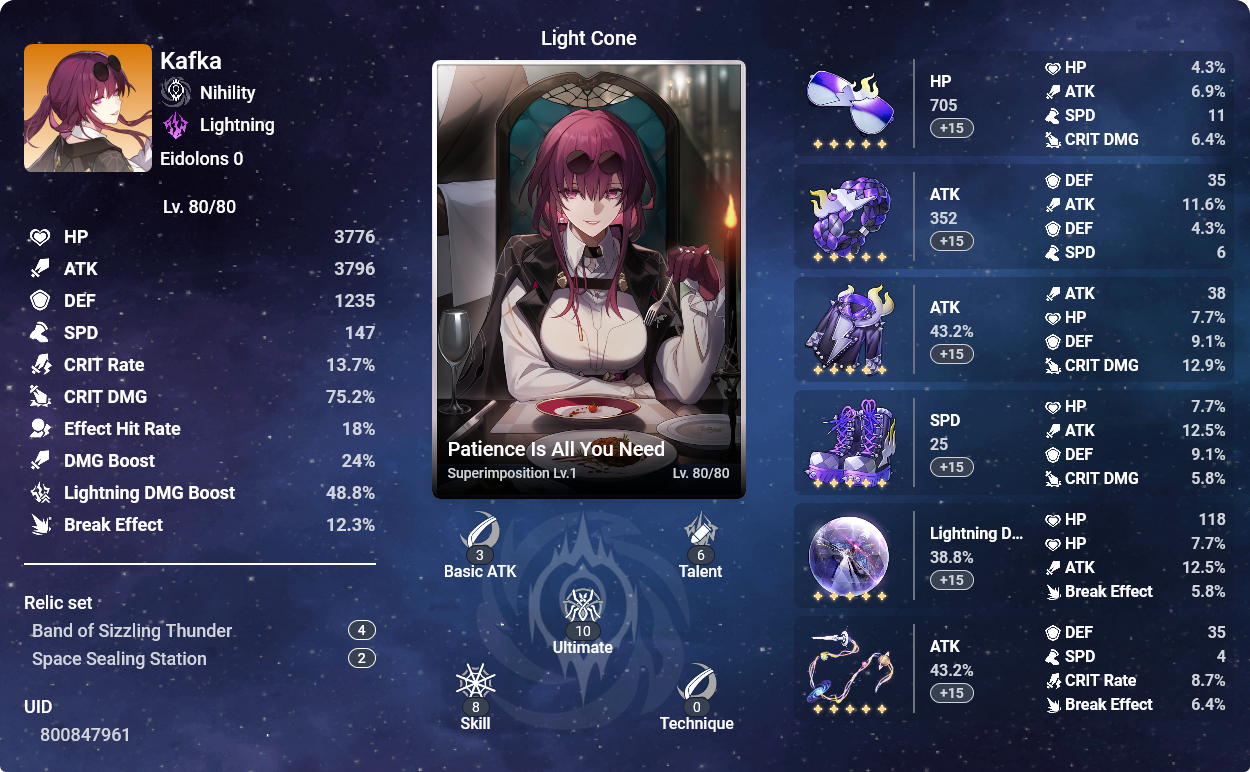 Kafka
Nihility
Lightning
Eidolons 0
Lv. 80/80
HP 3776
ATK 3796
DEF 1235
SPD 147
CRIT Rate 13.7%
CRIT DMG 75.2%
Effect Hit Rate 18%
DMG Boost 24%
Lightning DMG Boost 48.8%
Break Effect 12.3%
Relic set
Band of Sizzling Thunder 4
Space Sealing Station 2
UID
800847961
Light Cone
Patience Is All You Need
Superimposition Lv.1 Lv. 80/80
3 6
Basic ATK Talent
10
Ultimate
8 0
Skill Technique
HP
705
+15
HP 4.3%
ATK 6.9%
SPD 11
CRIT DMG 6.4%
ATK
352
+15
DEF 35
ATK 11.6%
DEF 4.3%
SPD 6
ATK
43.2%
+15
ATK 38
HP 7.7%
DEF 9.1%
CRIT DMG 12.9%
SPD
25
+15
HP 7.7%
ATK 12.5%
DEF 9.1%
CRIT DMG 5.8%
Lightning D...
38.8%
+15
HP 118
HP 7.7%
ATK 12.5%
Break Effect 5.8%
ATK
43.2%
+15
DEF 35
SPD 4
CRIT Rate 8.7%
Break Effect 6.4%